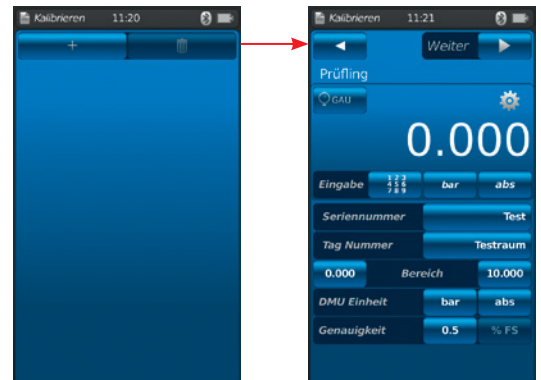 Kalibrieren 11:20
+
Kalibrieren 11:21
Weiter
Prüfling
GAU
0.000
Eingabe 1 2 3 4 5 6 7 8 9 bar abs
Seriennummer Test
Tag Nummer Testraum
0.000 Bereich 10.000
DMU Einheit bar abs
Genauigkeit 0.5 % FS